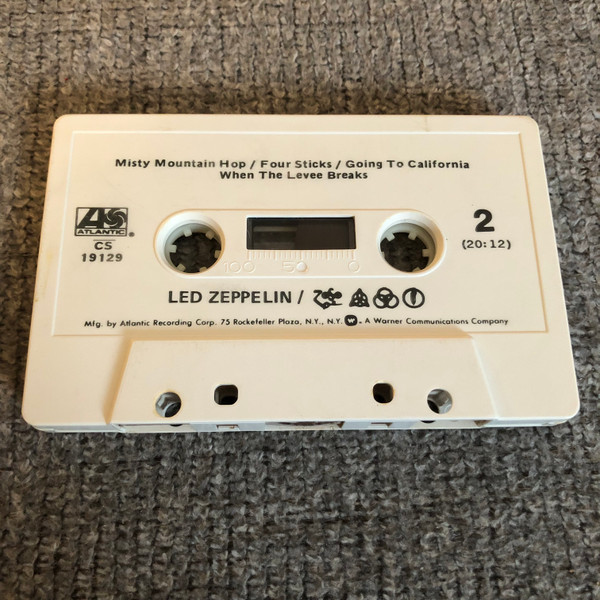 Misty Mountain Hop / Four Sticks / Going To California
When The Levee Breaks
ATLANTIC ®
CS
19129
2
(20:12)
100 50 0
LED ZEPPELIN /
Mfg. by Atlantic Recording Corp. 75 Rockefeller Plaza, N.Y., N.Y. W. A Warner Communications Company